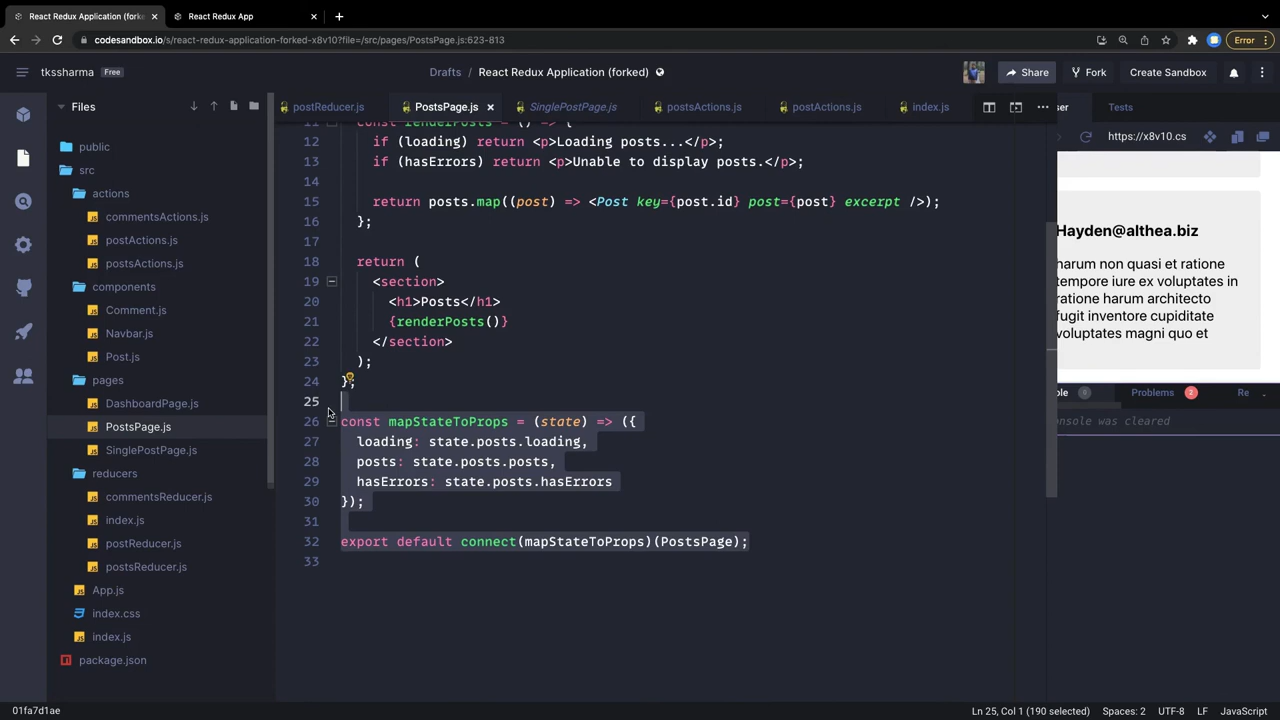 React Redux Application (forked
React Redux App
codesandbox.io/s/react-redux-application-forked-x8v10?file=/src/pages/PostsPage.js:623-813
Error
tkssharma
Free
Drafts / React Redux Application (forked)
Share
Fork
Create Sandbox
Files
public
src
actions
commentsActions.js
postActions.js
postsActions.js
components
Comment.js
Navbar.js
Post.js
pages
DashboardPage.js
PostsPage.js
SinglePostPage.js
reducers
commentsReducer.js
index.js
postReducer.js
postsReducer.js
App.js
index.css
index.js
package.json
01fa7d1ae
postReducer.js
PostsPage.js
SinglePostPage.js
postsActions.js
postActions.js
index.js
11 const renderPosts = () => {
12 if (loading) return <p>Loading posts...</p>;
13 if (hasErrors) return <p>Unable to display posts.</p>;
14
15 return posts.map((post) => <Post key={post.id} post={post} excerpt />);
16 };
17
18 return (
19 <section>
20 <h1>Posts</h1>
21 {renderPosts()}
22 </section>
23 );
24 };
25
26 const mapStateToProps = (state) => ({
27 loading: state.posts.loading,
28 posts: state.posts.posts,
29 hasErrors: state.posts.hasErrors
30 });
31
32 export default connect(mapStateToProps)(PostsPage);
33
ser
Tests
https://x8v10.cs
Hayden@althea.biz
harum non quasi et ratione
tempore iure ex voluptates in
ratione harum architecto
fugit inventore cupiditate
voluptates magni quo et
ole
0
Problems
2
Re
onsole was cleared
Ln 25, Col 1 (190 selected)
Spaces: 2
UTF-8
LF
JavaScript